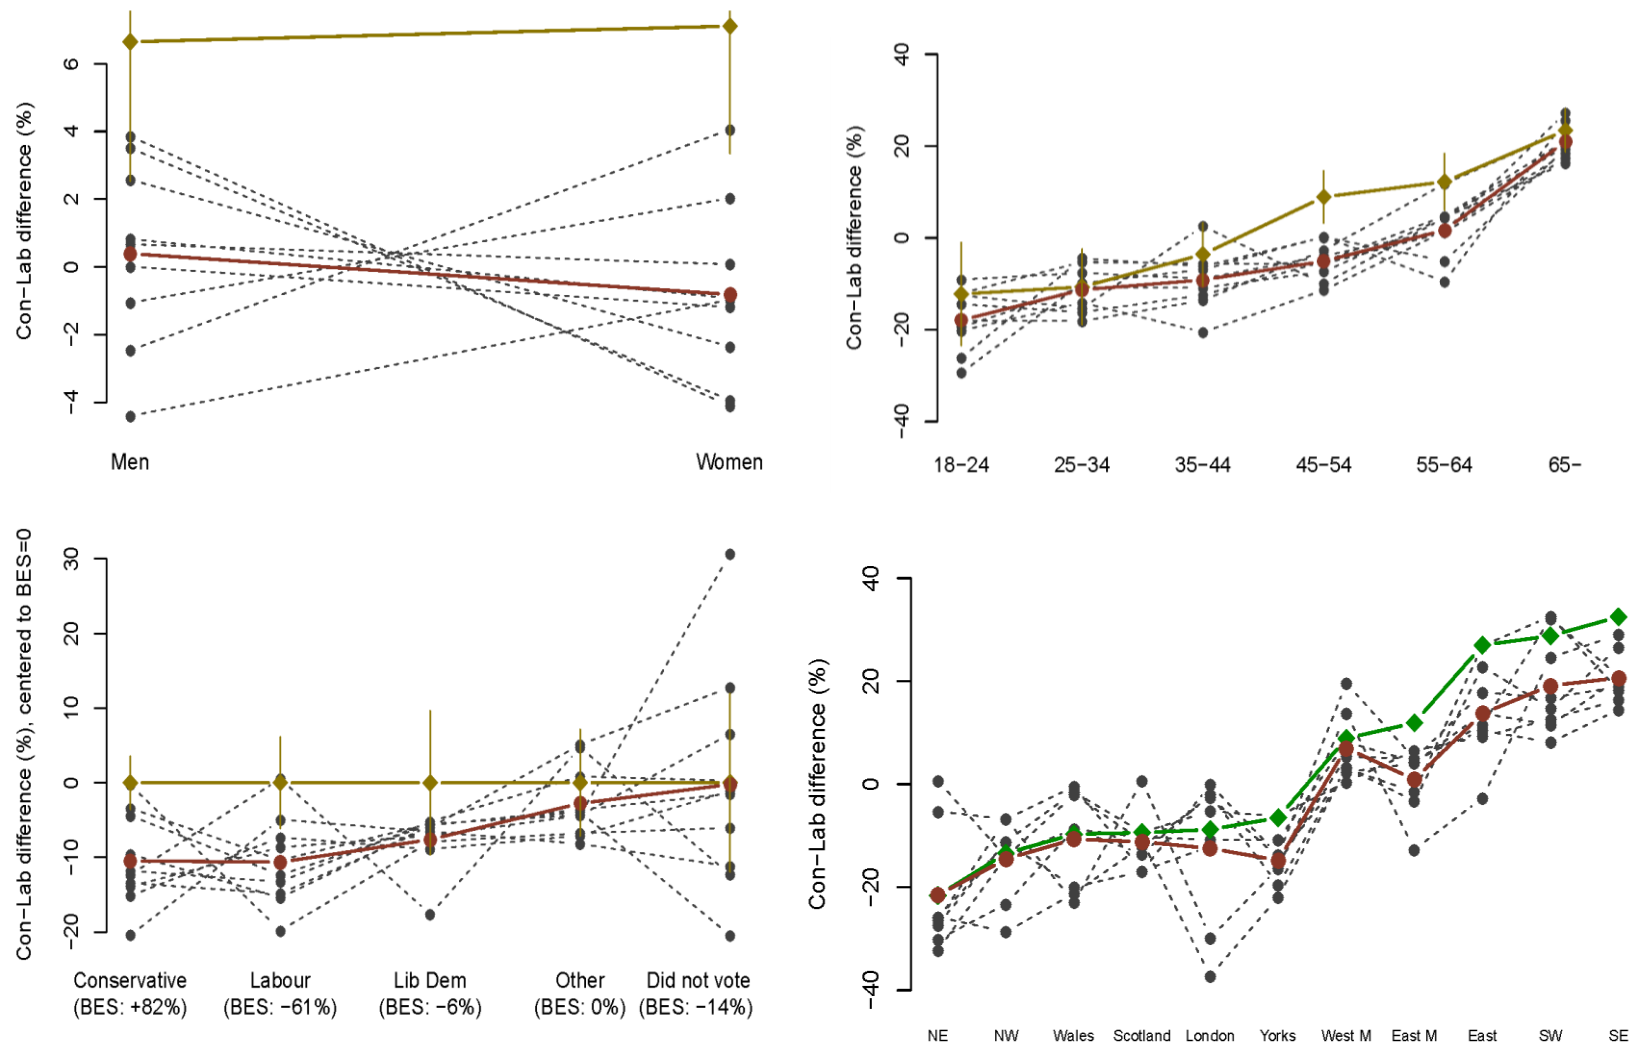 Con−Lab difference (%)
6
4
2
0
−2
−4
Men
Women
Con−Lab difference (%)
40
20
0
−20
−40
18−24
25−34
35−44
45−54
55−64
65−
Con−Lab difference (%), centered to BES=0
30
20
10
0
−10
−20
Conservative
(BES: +82%)
Labour
(BES: −61%)
Lib Dem
(BES: −6%)
Other
(BES: 0%)
Did not vote
(BES: −14%)
Con−Lab difference (%)
40
20
0
−20
−40
NE
NW
Wales
Scotland
London
Yorks
West M
East M
East
SW
SE